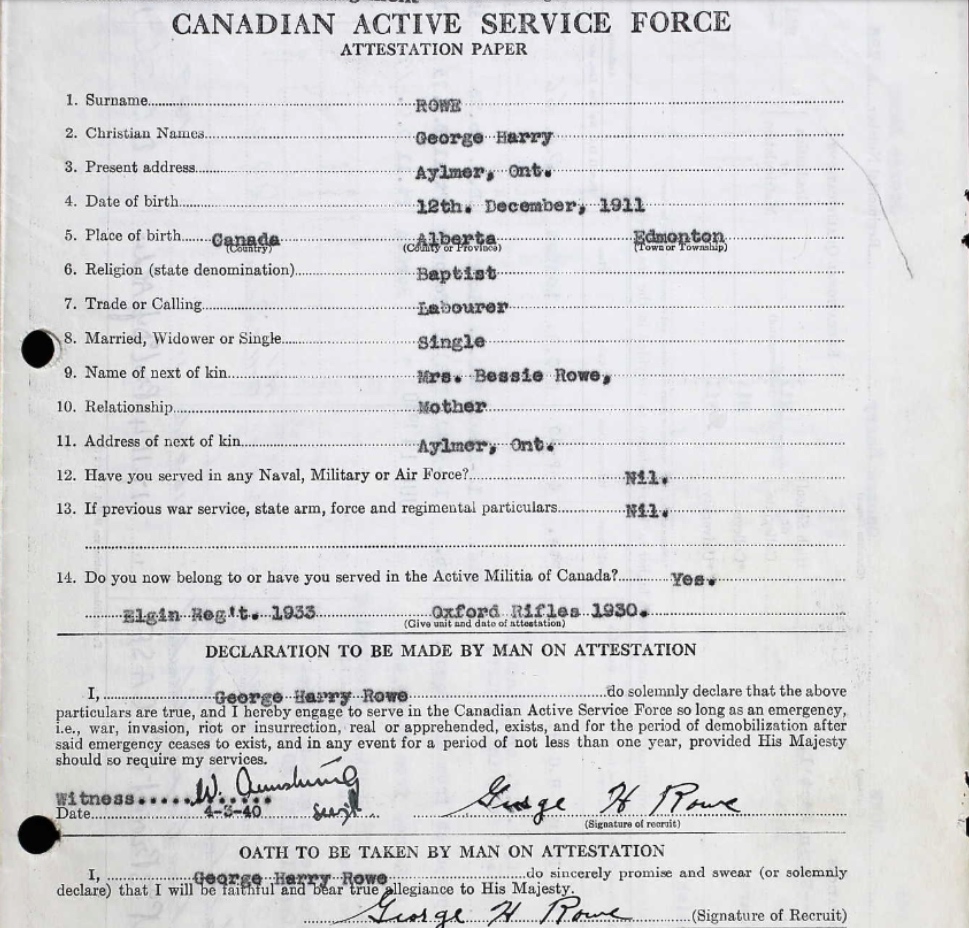 CANADIAN ACTIVE SERVICE FORCE
ATTESTATION PAPER
1. Surname ROWE
2. Christian Names George Harry
3. Present address Aylmer, Ont.
4. Date of birth 12th. December, 1911
5. Place of birth Canada Alberta Edmonton
(Country) (County or Province) (Town or Township)
6. Religion (state denomination) Baptist
7. Trade or Calling Labourer
8. Married, Widower or Single Single
9. Name of next of kin Mrs. Bessie Rowe,
10. Relationship Mother
11. Address of next of kin Aylmer, Ont.
12. Have you served in any Naval, Military or Air Force? Nil.
13. If previous war service, state arm, force and regimental particulars Nil.
14. Do you now belong to or have you served in the Active Militia of Canada? Yes.
Elgin Reg't. 1933 Oxford Rifles 1930.
(Give unit and date of attestation)
DECLARATION TO BE MADE BY MAN ON ATTESTATION
I, George Harry Rowe do solemnly declare that the above
particulars are true, and I hereby engage to serve in the Canadian Active Service Force so long as an emergency,
i.e., war, invasion, riot or insurrection, real or apprehended, exists, and for the period of demobilization after
said emergency ceases to exist, and in any event for a period of not less than one year, provided His Majesty
should so require my services.
Witness..... W. Armstrong
Date 4-3-40 George H Rowe
(Signature of recruit)
OATH TO BE TAKEN BY MAN ON ATTESTATION
I, George Harry Rowe do sincerely promise and swear (or solemnly
declare) that I will be faithful and bear true allegiance to His Majesty.
George H Rowe (Signature of Recruit)